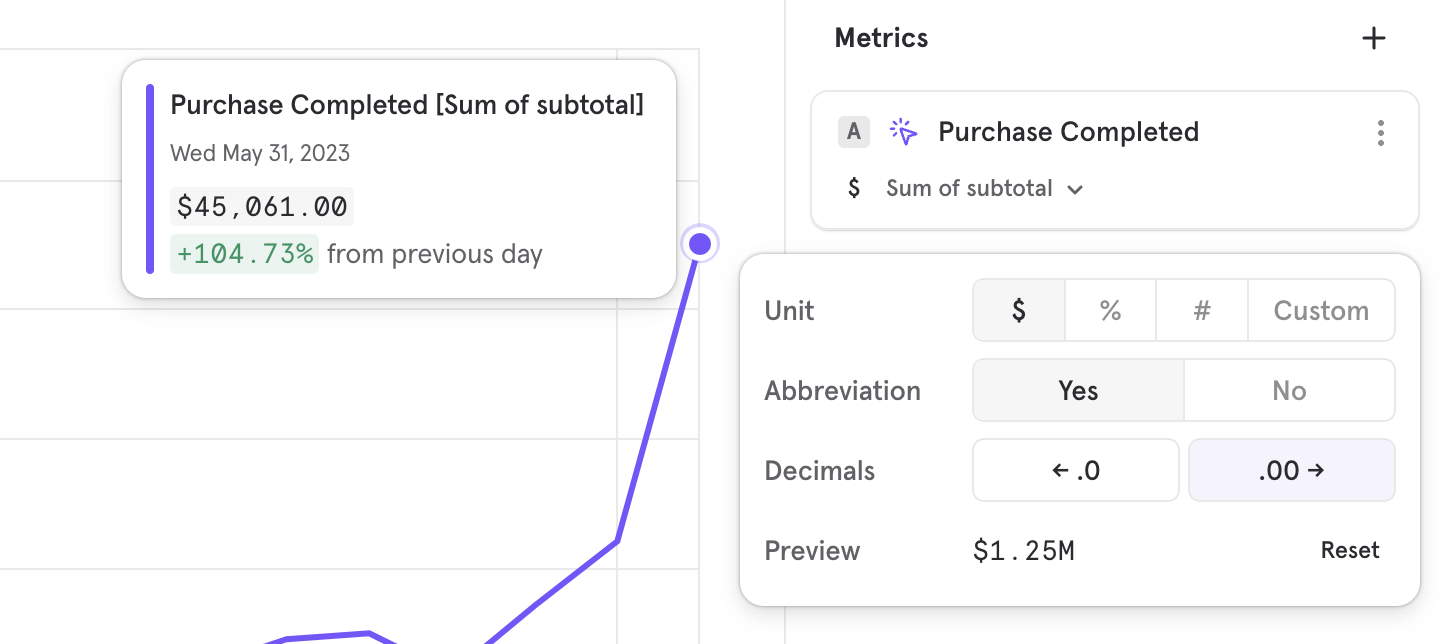 Purchase Completed [Sum of subtotal]
Wed May 31, 2023
$45,061.00
+104.73% from previous day
Metrics +
A Purchase Completed
$ Sum of subtotal
Unit $ % # Custom
Abbreviation Yes No
Decimals ← .0 .00 →
Preview $1.25M Reset